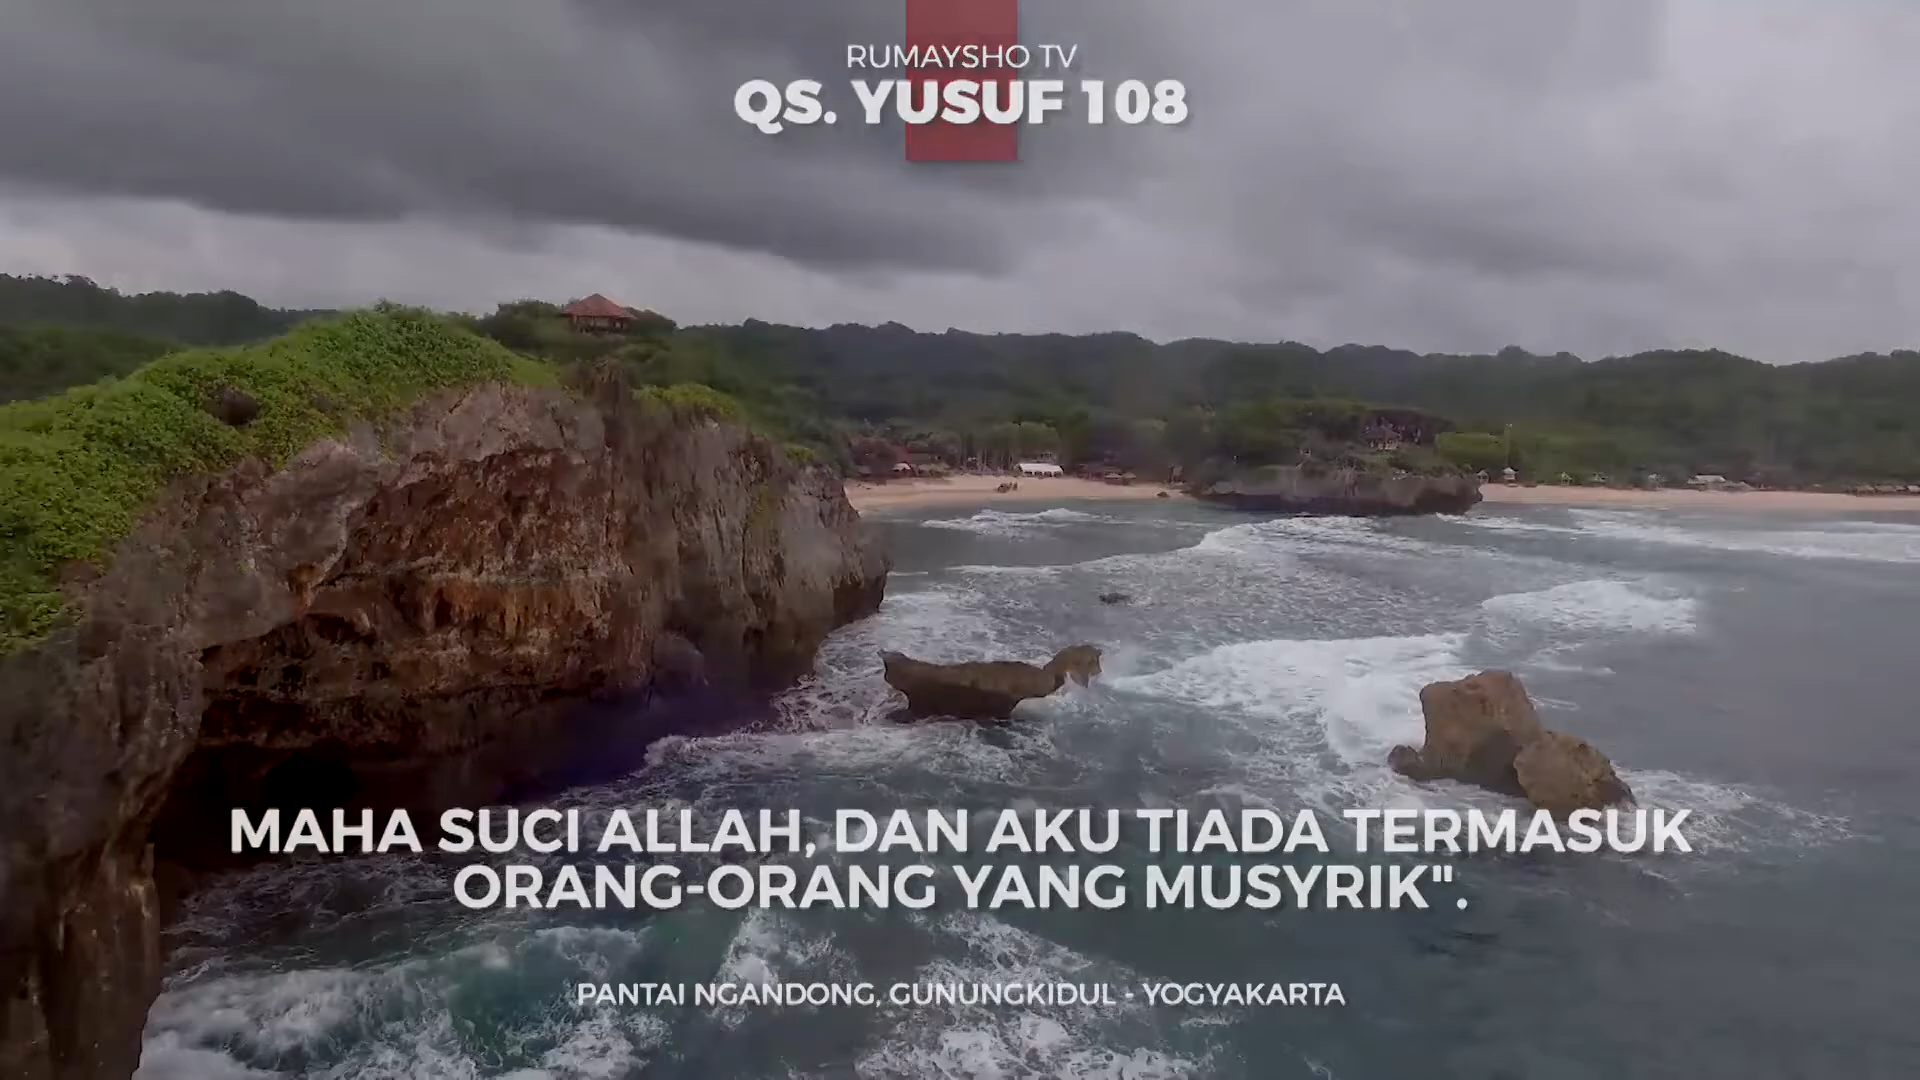 RUMAYSHO TV
QS. YUSUF 108
MAHA SUCI ALLAH, DAN AKU TIADA TERMASUK
ORANG-ORANG YANG MUSYRIK".
PANTAI NGANDONG, GUNUNGKIDUL - YOGYAKARTA